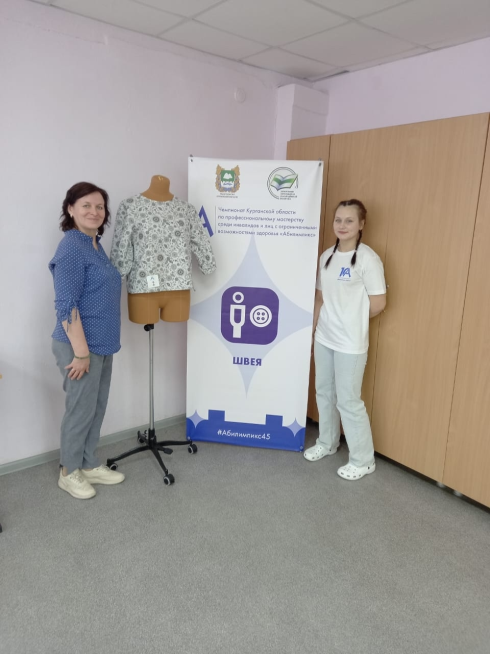 Чемпионат Курганской области
по профессиональному мастерству
среди инвалидов и лиц с ограниченными
возможностями здоровья «Абилимпикс»
ШВЕЯ
#Абилимпикс45